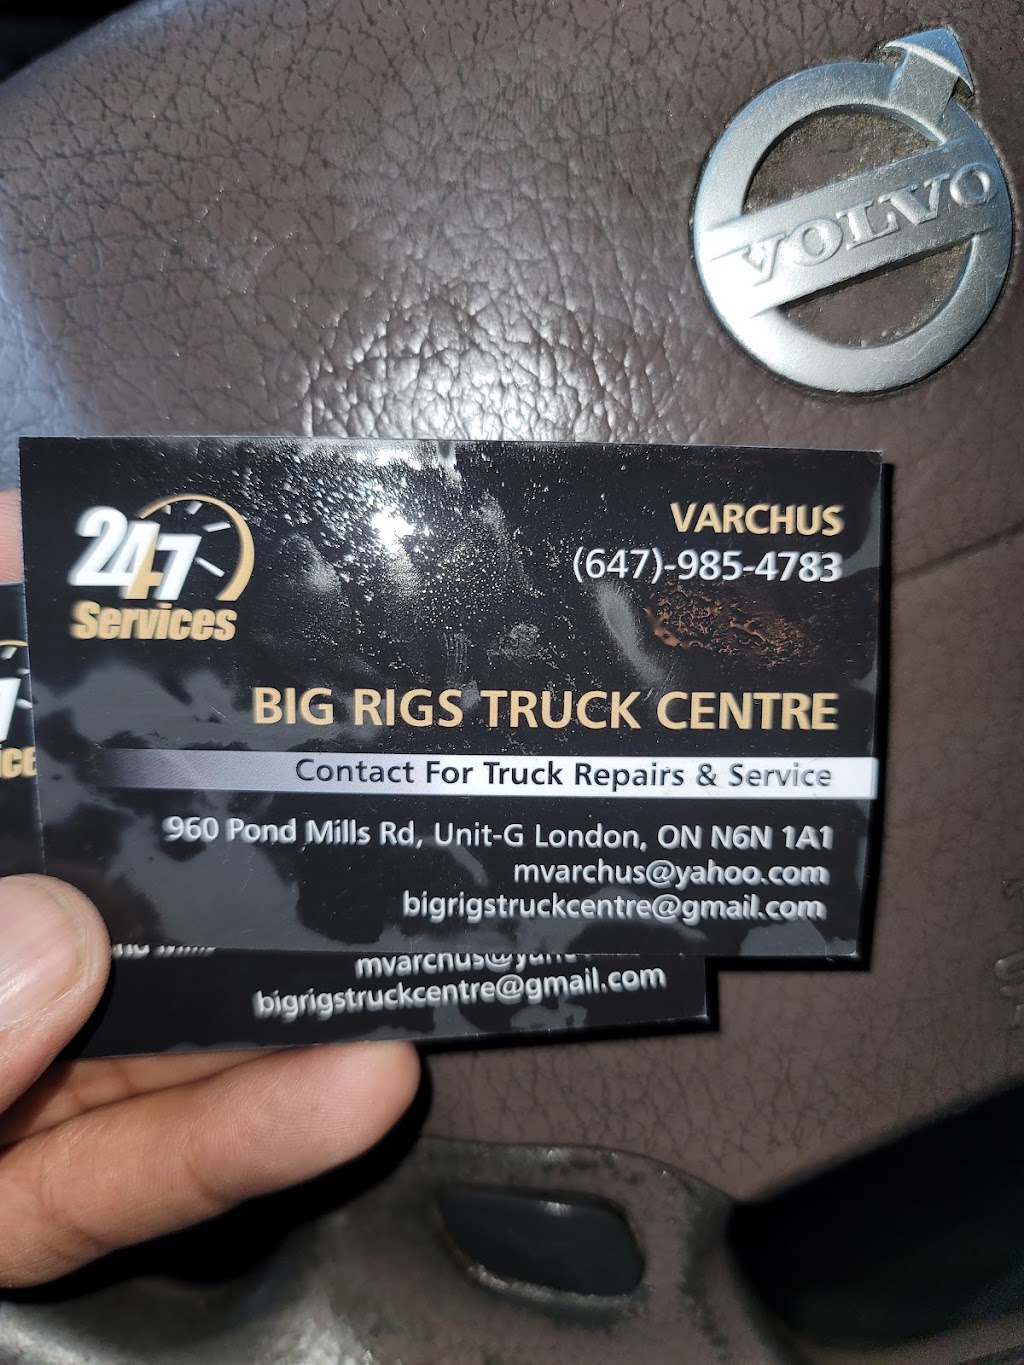 VOLVO
24/7
Services
VARCHUS
(647)-985-4783
BIG RIGS TRUCK CENTRE
Contact For Truck Repairs & Service
960 Pond Mills Rd, Unit-G London, ON N6N 1A1
mvarchus@yahoo.com
bigrigstruckcentre@gmail.com
bigrigstruckcentre@gmail.com